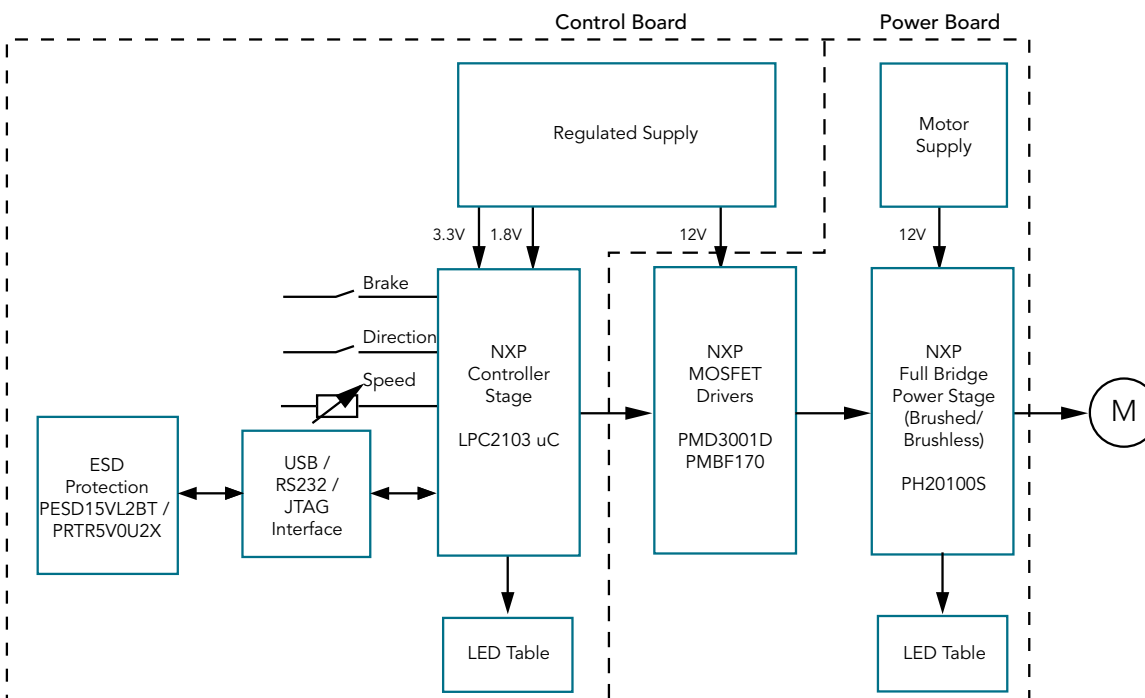 Control Board
Power Board
Regulated Supply
Motor
Supply
3.3V
1.8V
12V
12V
Brake
Direction
Speed
NXP
Controller
Stage
LPC2103 uC
NXP
MOSFET
Drivers
PMD3001D
PMBF170
NXP
Full Bridge
Power Stage
(Brushed/
Brushless)
PH20100S
M
ESD
Protection
PESD15VL2BT /
PRTR5V0U2X
USB /
RS232 /
JTAG
Interface
LED Table
LED Table